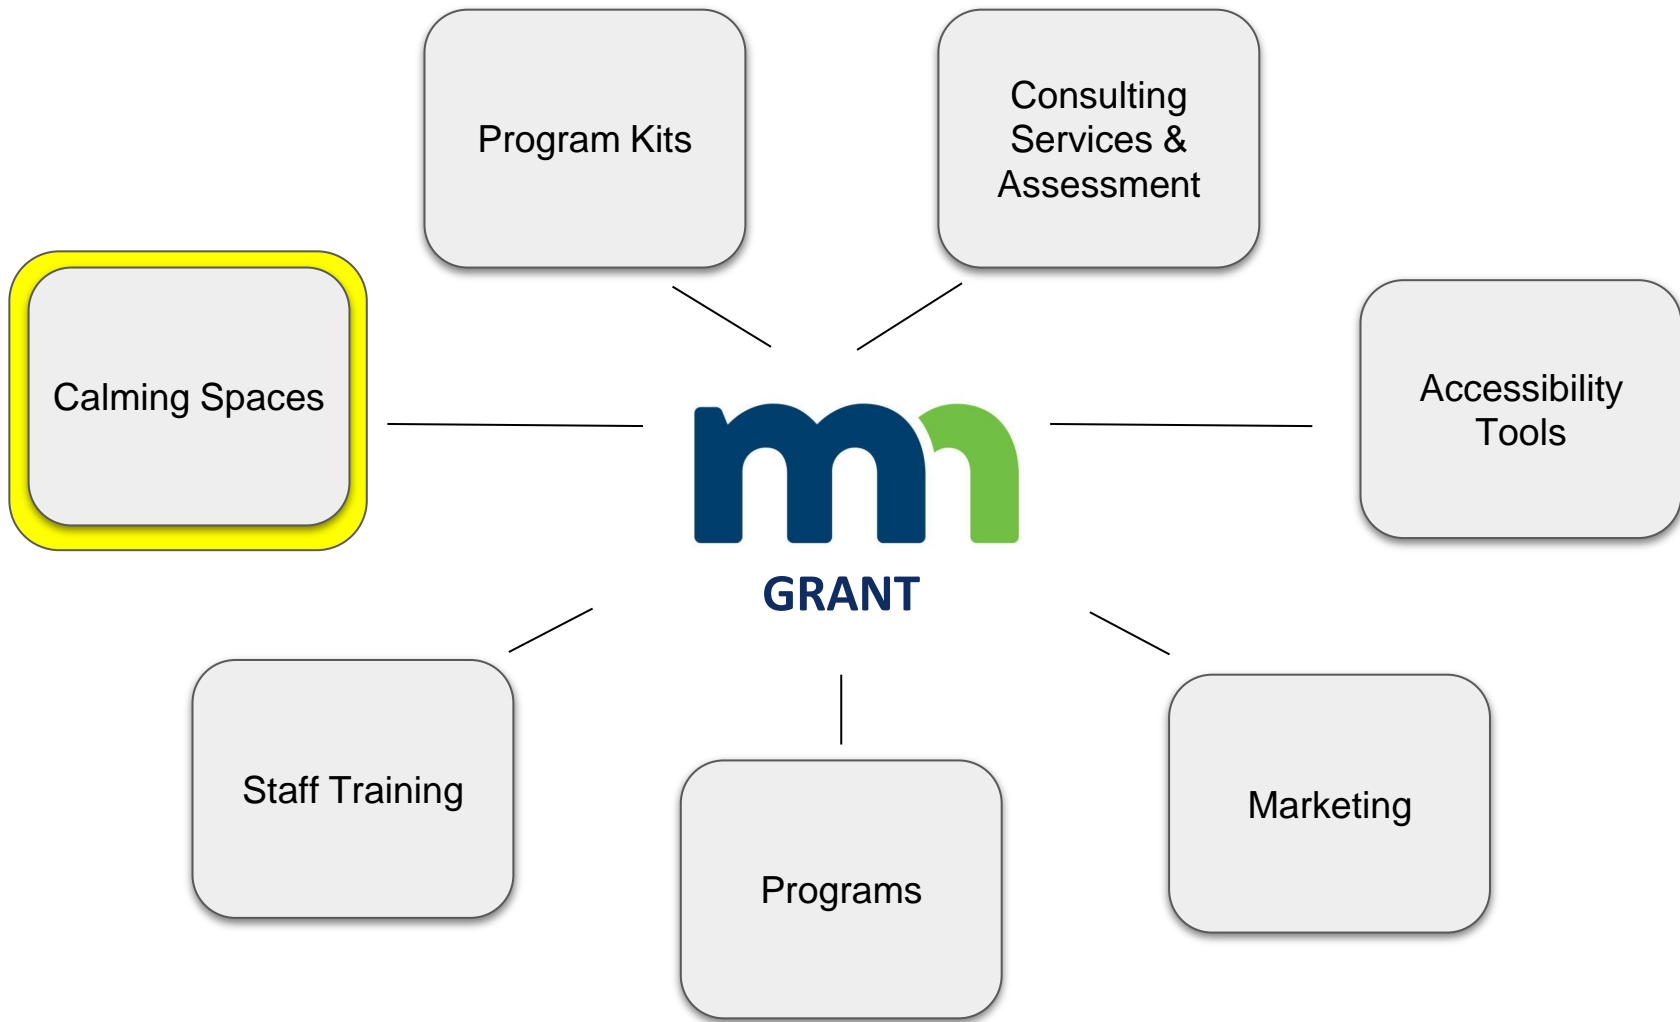 Program Kits
Consulting
Services &
Assessment
Calming Spaces
Accessibility
Tools
mn
GRANT
Staff Training
Programs
Marketing